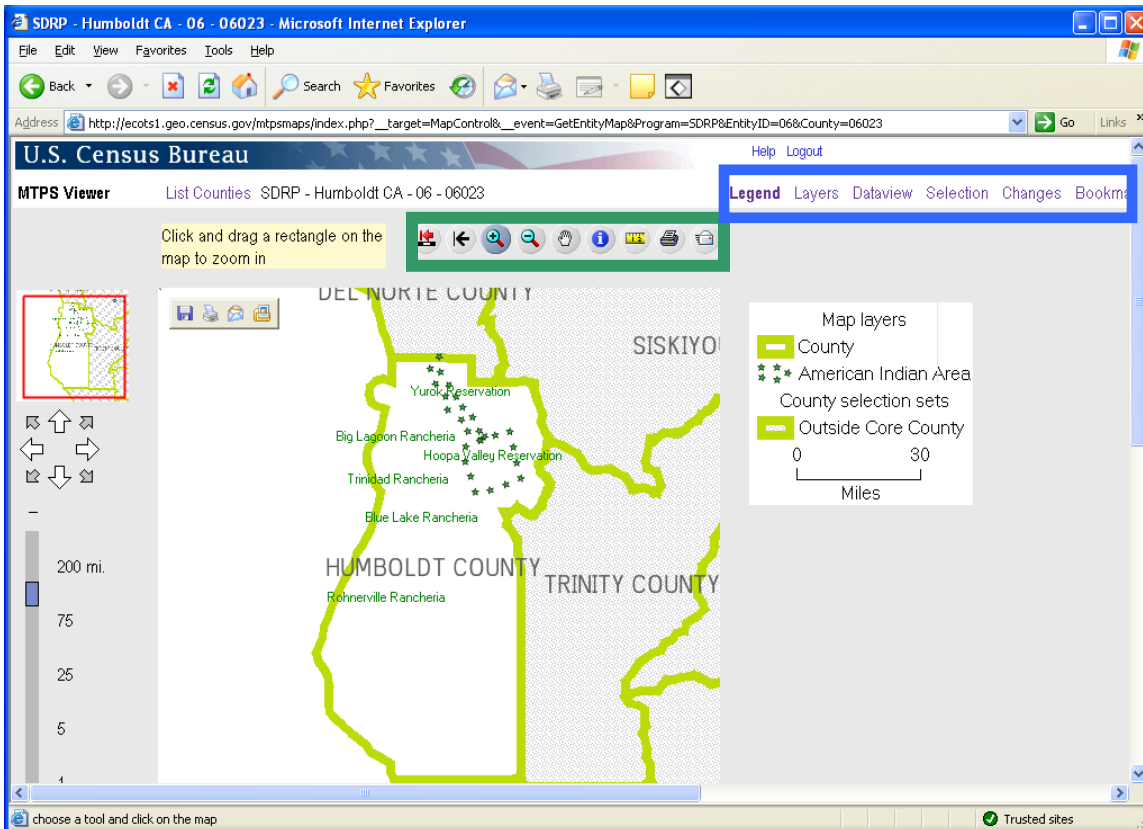 SDRP - Humboldt CA - 06 - 06023 - Microsoft Internet Explorer
File Edit View Favorites Tools Help
Back Search Favorites
Address http://ecots1.geo.census.gov/mtpsmaps/index.php?__target=MapControl&__event=GetEntityMap&Program=SDRP&EntityID=06&County=06023 Go Links »
U.S. Census Bureau Help Logout
MTPS Viewer List Counties SDRP - Humboldt CA - 06 - 06023 Legend Layers Dataview Selection Changes Bookma
Click and drag a rectangle on the
map to zoom in
DEL NORTE COUNTY
SISKIYO
Map layers
County
American Indian Area
County selection sets
Outside Core County
0 30
Miles
Yurok Reservation
Big Lagoon Rancheria
Hoopa Valley Reservation
Trinidad Rancheria
Blue Lake Rancheria
HUMBOLDT COUNTY
TRINITY COUNTY
Rohnerville Rancheria
200 mi.
75
25
5
1
choose a tool and click on the map Trusted sites